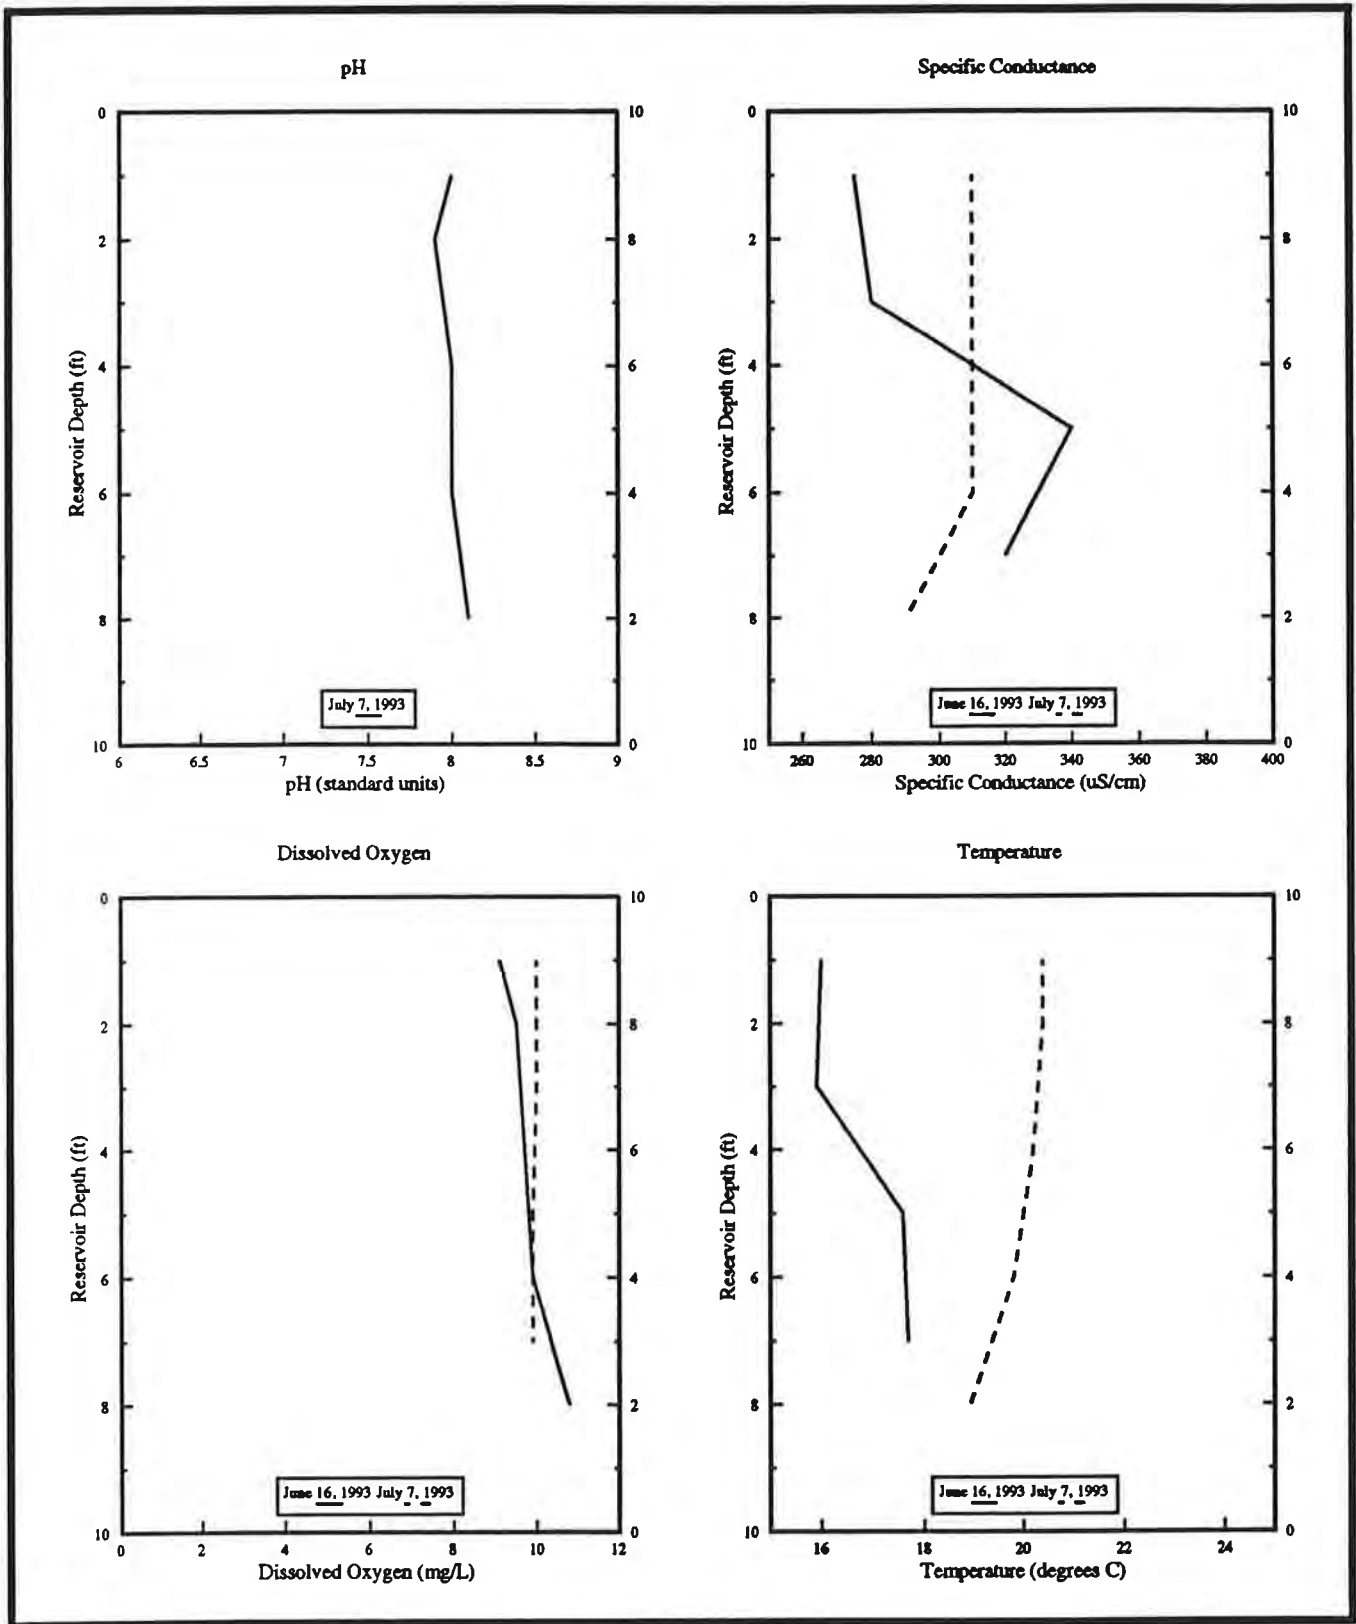 pH
0
2
4
6
8
10
10
8
6
4
2
0
Reservoir Depth (ft)
July 7, 1993
6 6.5 7 7.5 8 8.5 9
pH (standard units)
Specific Conductance
0
2
4
6
8
10
10
8
6
4
2
0
Reservoir Depth (ft)
June 16, 1993 July 7, 1993
260 280 300 320 340 360 380 400
Specific Conductance (uS/cm)
Dissolved Oxygen
0
2
4
6
8
10
10
8
6
4
2
0
Reservoir Depth (ft)
June 16, 1993 July 7, 1993
0 2 4 6 8 10 12
Dissolved Oxygen (mg/L)
Temperature
0
2
4
6
8
10
10
8
6
4
2
0
Reservoir Depth (ft)
June 16, 1993 July 7, 1993
16 18 20 22 24
Temperature (degrees C)